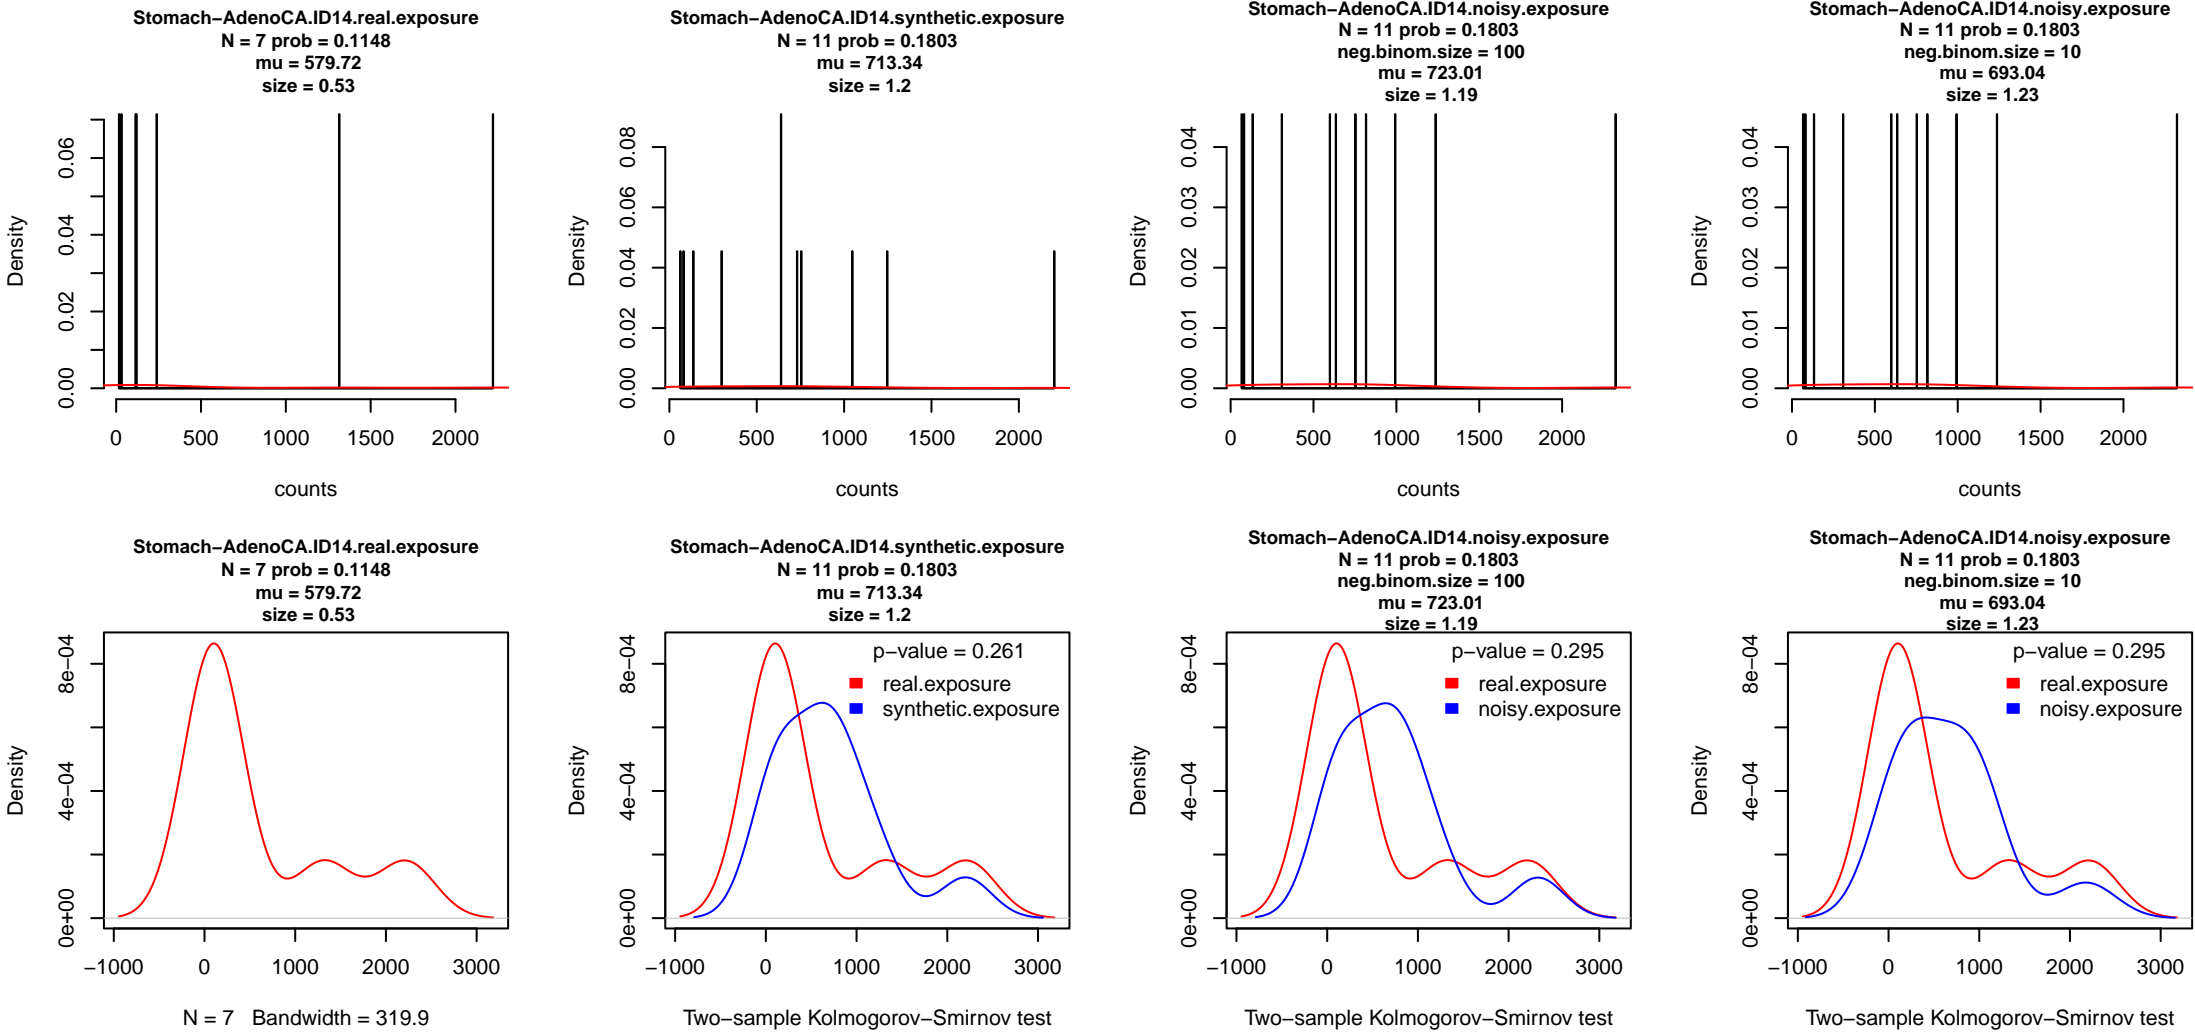 Stomach−AdenoCA.ID14.real.exposure
N = 7 prob = 0.1148
mu = 579.72
size = 0.53
Density
0.00 0.02 0.04 0.06
0 500 1000 1500 2000
counts
Stomach−AdenoCA.ID14.synthetic.exposure
N = 11 prob = 0.1803
mu = 713.34
size = 1.2
Density
0.00 0.02 0.04 0.06 0.08
0 500 1000 1500 2000
counts
Stomach−AdenoCA.ID14.noisy.exposure
N = 11 prob = 0.1803
neg.binom.size = 100
mu = 723.01
size = 1.19
Density
0.00 0.01 0.02 0.03 0.04
0 500 1000 1500 2000
counts
Stomach−AdenoCA.ID14.noisy.exposure
N = 11 prob = 0.1803
neg.binom.size = 10
mu = 693.04
size = 1.23
Density
0.00 0.01 0.02 0.03 0.04
0 500 1000 1500 2000
counts
Stomach−AdenoCA.ID14.real.exposure
N = 7 prob = 0.1148
mu = 579.72
size = 0.53
Density
0e+00 4e−04 8e−04
−1000 0 1000 2000 3000
N = 7 Bandwidth = 319.9
Stomach−AdenoCA.ID14.synthetic.exposure
N = 11 prob = 0.1803
mu = 713.34
size = 1.2
p−value = 0.261
real.exposure
synthetic.exposure
Density
0e+00 4e−04 8e−04
−1000 0 1000 2000 3000
Two−sample Kolmogorov−Smirnov test
Stomach−AdenoCA.ID14.noisy.exposure
N = 11 prob = 0.1803
neg.binom.size = 100
mu = 723.01
size = 1.19
p−value = 0.295
real.exposure
noisy.exposure
Density
0e+00 4e−04 8e−04
−1000 0 1000 2000 3000
Two−sample Kolmogorov−Smirnov test
Stomach−AdenoCA.ID14.noisy.exposure
N = 11 prob = 0.1803
neg.binom.size = 10
mu = 693.04
size = 1.23
p−value = 0.295
real.exposure
noisy.exposure
Density
0e+00 4e−04 8e−04
−1000 0 1000 2000 3000
Two−sample Kolmogorov−Smirnov test